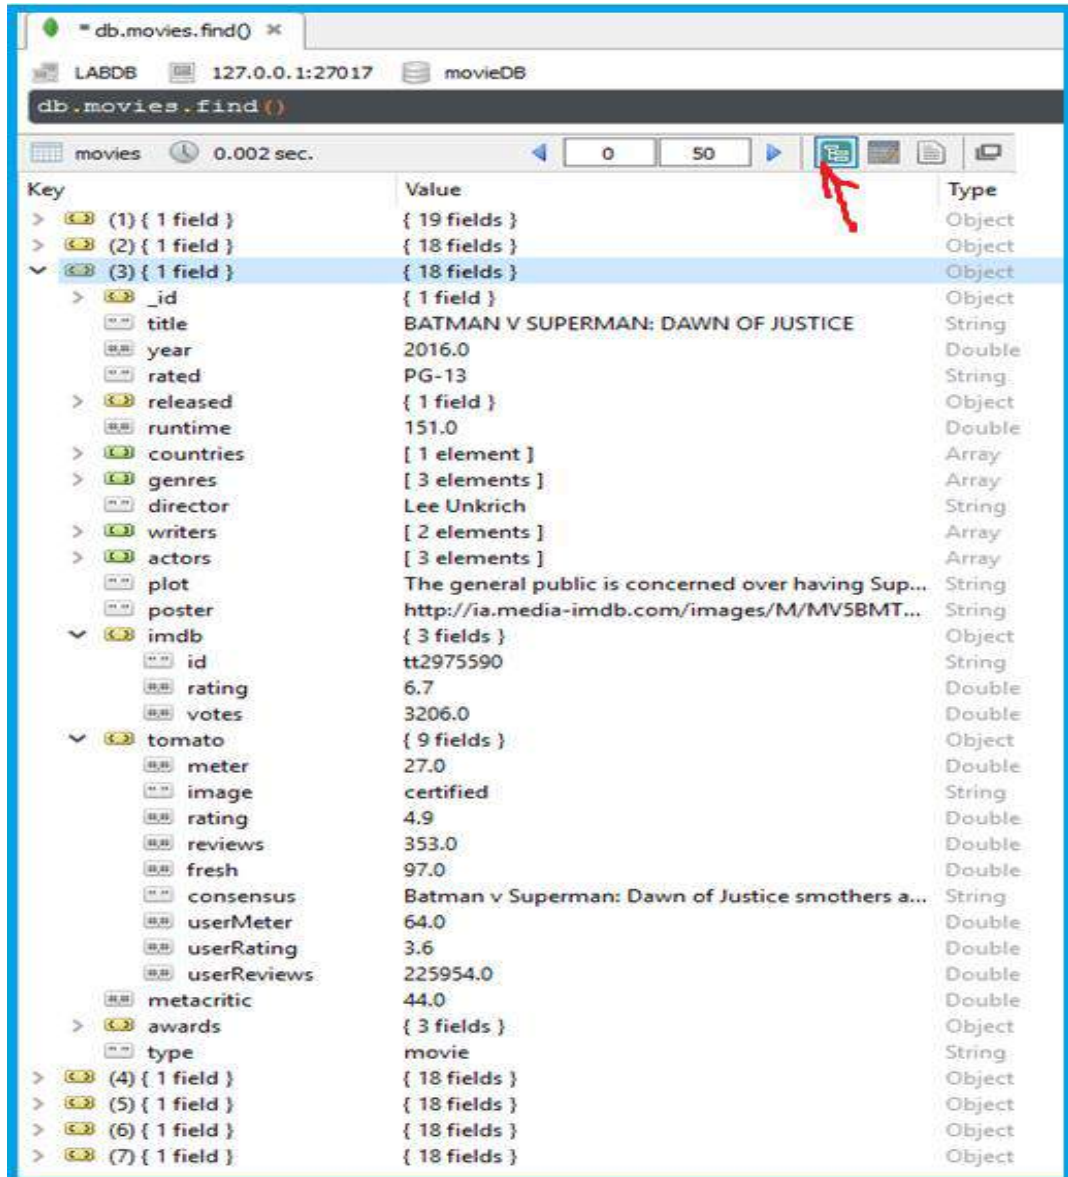 * db.movies.find()
LABDB 127.0.0.1:27017 movieDB
db.movies.find()
movies 0.002 sec. 0 50
Key Value Type
(1) { 1 field } { 19 fields } Object
(2) { 1 field } { 18 fields } Object
(3) { 1 field } { 18 fields } Object
_id { 1 field } Object
title BATMAN V SUPERMAN: DAWN OF JUSTICE String
year 2016.0 Double
rated PG-13 String
released { 1 field } Object
runtime 151.0 Double
countries [ 1 element ] Array
genres [ 3 elements ] Array
director Lee Unkrich String
writers [ 2 elements ] Array
actors [ 3 elements ] Array
plot The general public is concerned over having Sup... String
poster http://ia.media-imdb.com/images/M/MV5BMT... String
imdb { 3 fields } Object
id tt2975590 String
rating 6.7 Double
votes 3206.0 Double
tomato { 9 fields } Object
meter 27.0 Double
image certified String
rating 4.9 Double
reviews 353.0 Double
fresh 97.0 Double
consensus Batman v Superman: Dawn of Justice smothers a... String
userMeter 64.0 Double
userRating 3.6 Double
userReviews 225954.0 Double
metacritic 44.0 Double
awards { 3 fields } Object
type movie String
(4) { 1 field } { 18 fields } Object
(5) { 1 field } { 18 fields } Object
(6) { 1 field } { 18 fields } Object
(7) { 1 field } { 18 fields } Object